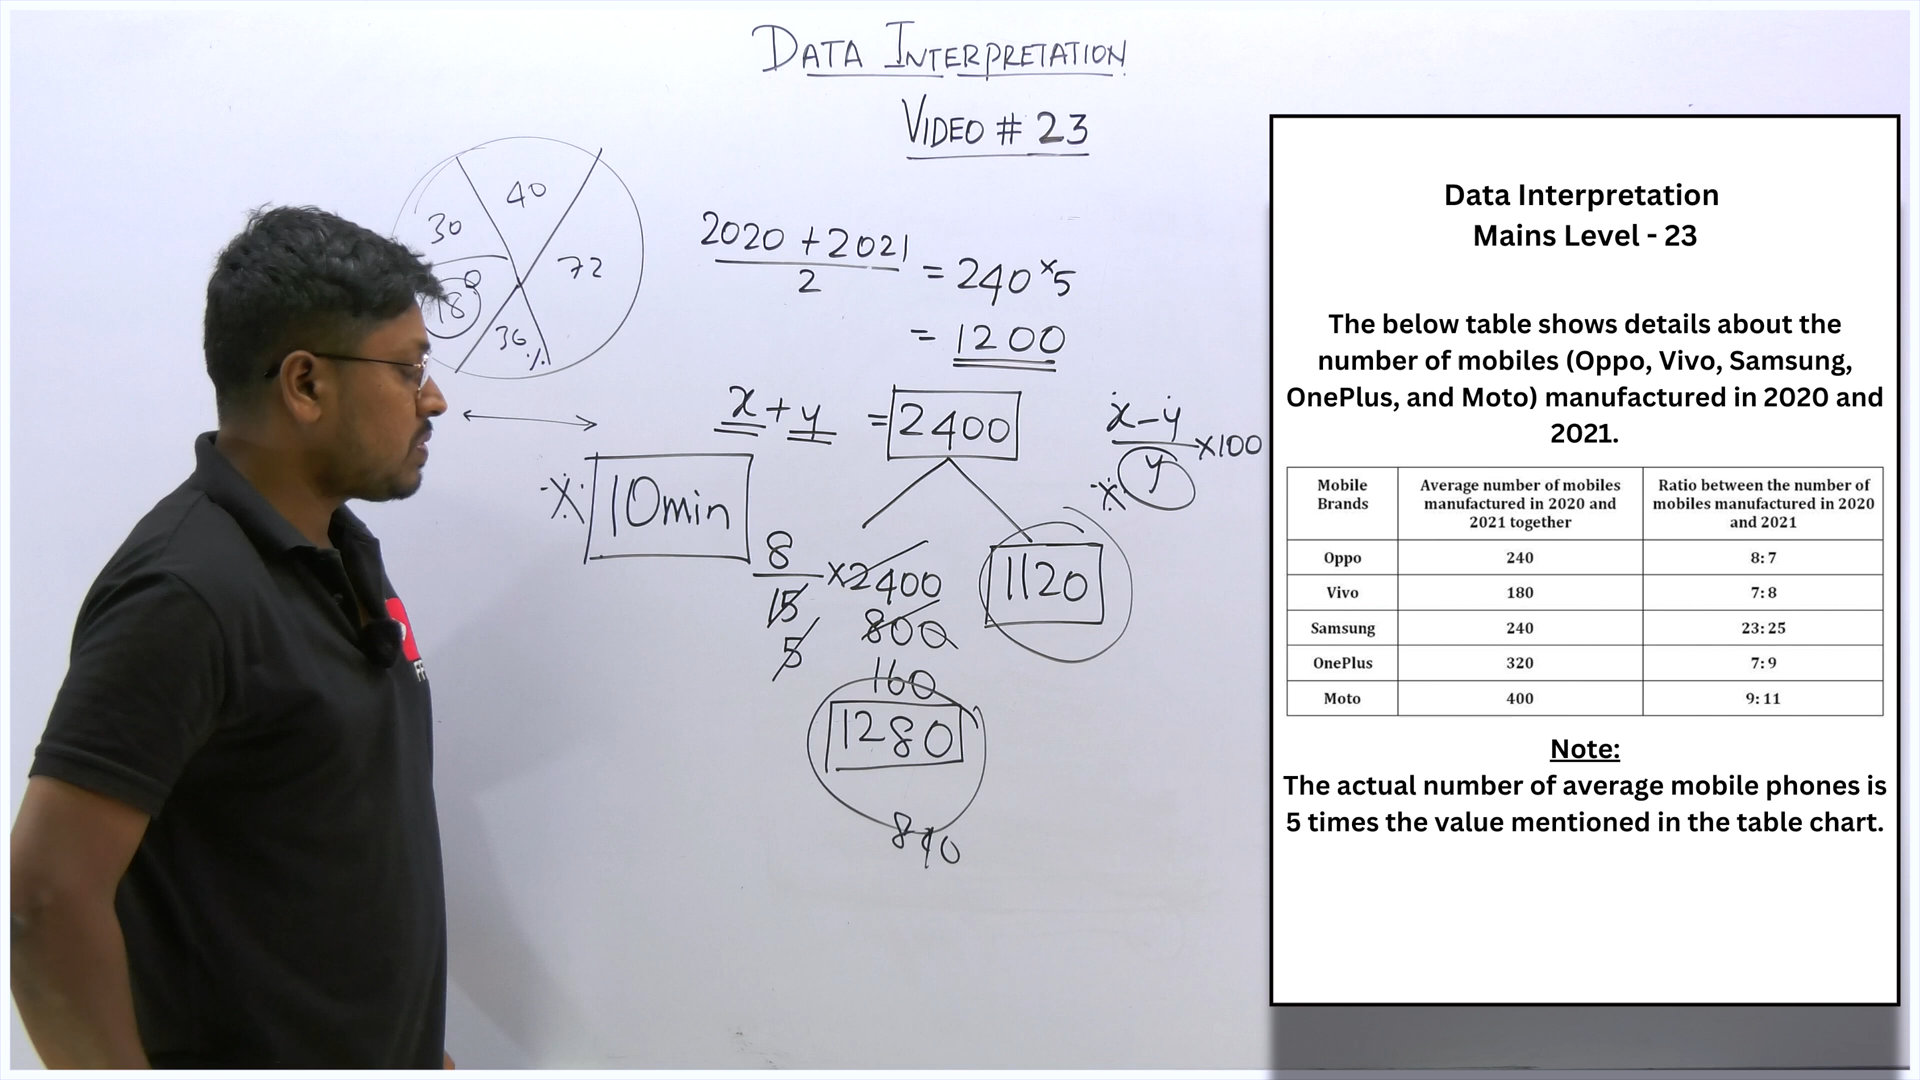 DATA INTERPRETATION
VIDEO # 23
40
30
72
18°
36
%
2020 + 2021
2
= 240 x 5
= 1200
x + y = 2400
x - y
y
x 100
10 min
8
15
5
x 2400
800
160
1280
1120
Data Interpretation
Mains Level - 23
The below table shows details about the
number of mobiles (Oppo, Vivo, Samsung,
OnePlus, and Moto) manufactured in 2020 and
2021.
Mobile Brands | Average number of mobiles manufactured in 2020 and 2021 together | Ratio between the number of mobiles manufactured in 2020 and 2021
Oppo 240 8:7
Vivo 180 7:8
Samsung 240 23:25
OnePlus 320 7:9
Moto 400 9:11
Note:
The actual number of average mobile phones is
5 times the value mentioned in the table chart.